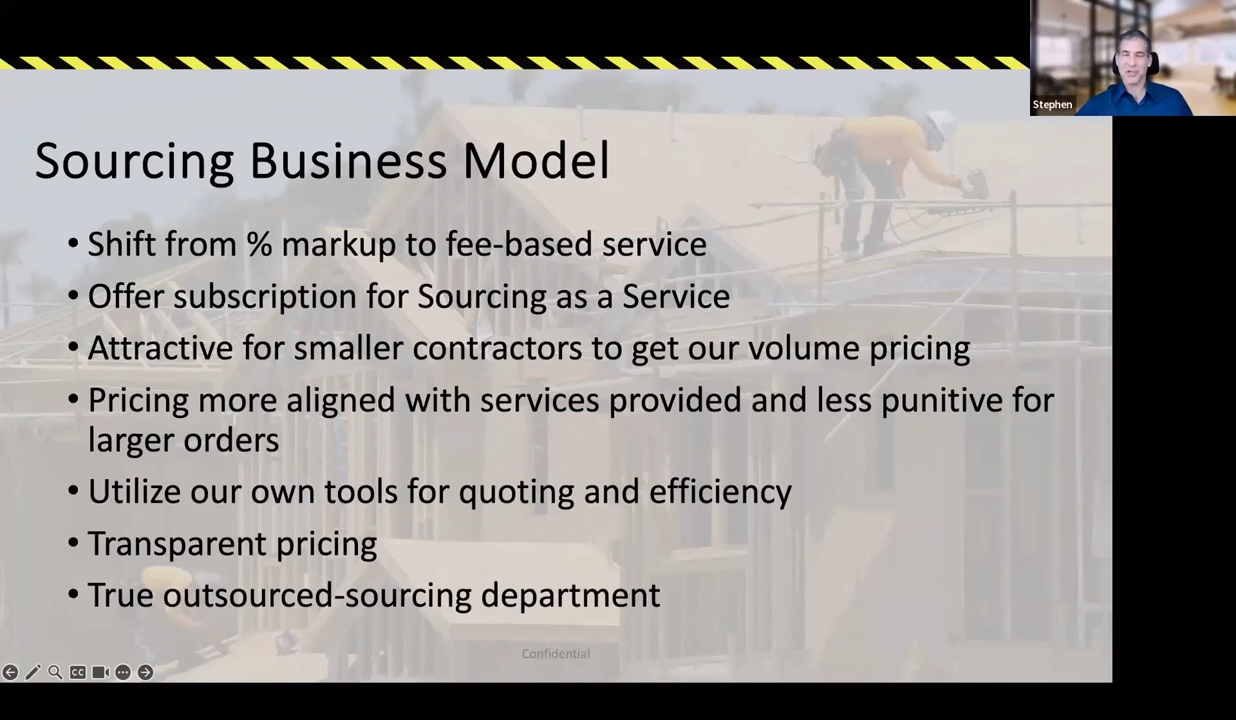 Stephen
Sourcing Business Model
• Shift from % markup to fee-based service
• Offer subscription for Sourcing as a Service
• Attractive for smaller contractors to get our volume pricing
• Pricing more aligned with services provided and less punitive for
larger orders
• Utilize our own tools for quoting and efficiency
• Transparent pricing
• True outsourced-sourcing department
Confidential
CC